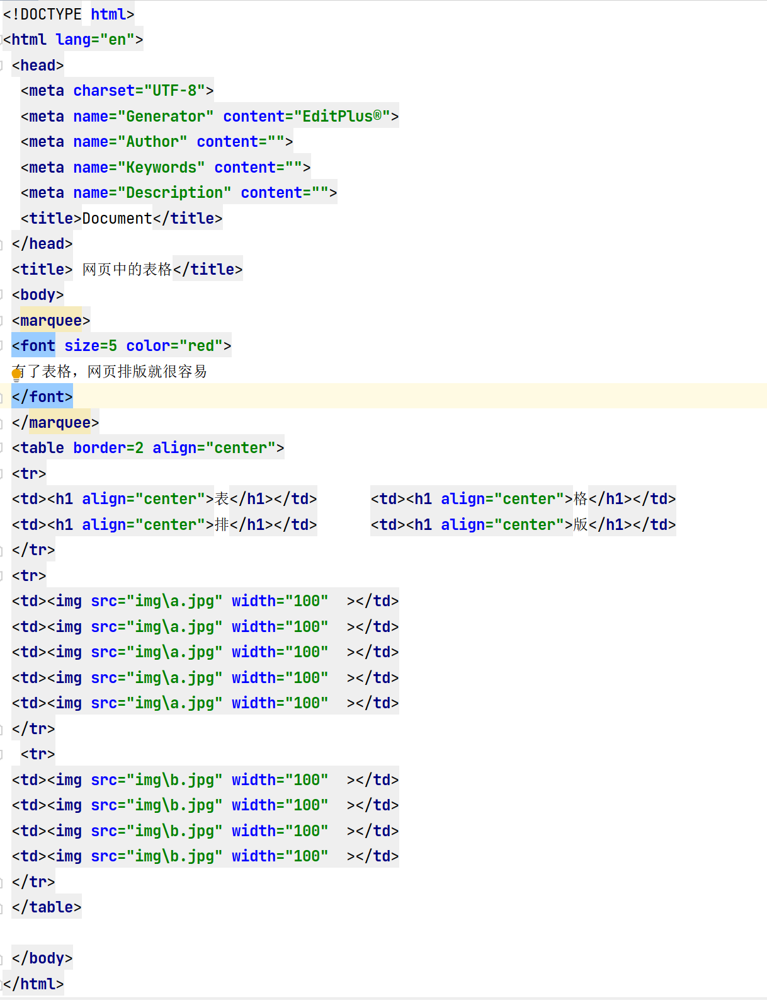 <!DOCTYPE html>
<html lang="en">
<head>
<meta charset="UTF-8">
<meta name="Generator" content="EditPlus®">
<meta name="Author" content="">
<meta name="Keywords" content="">
<meta name="Description" content="">
<title>Document</title>
</head>
<title> 网页中的表格</title>
<body>
<marquee>
<font size=5 color="red">
有了表格，网页排版就很容易
</font>
</marquee>
<table border=2 align="center">
<tr>
<td><h1 align="center">表</h1></td>      <td><h1 align="center">格</h1></td>
<td><h1 align="center">排</h1></td>      <td><h1 align="center">版</h1></td>
</tr>
<tr>
<td><img src="img\a.jpg" width="100"  ></td>
<td><img src="img\a.jpg" width="100"  ></td>
<td><img src="img\a.jpg" width="100"  ></td>
<td><img src="img\a.jpg" width="100"  ></td>
<td><img src="img\a.jpg" width="100"  ></td>
</tr>
<tr>
<td><img src="img\b.jpg" width="100"  ></td>
<td><img src="img\b.jpg" width="100"  ></td>
<td><img src="img\b.jpg" width="100"  ></td>
<td><img src="img\b.jpg" width="100"  ></td>
</tr>
</table>
</body>
</html>